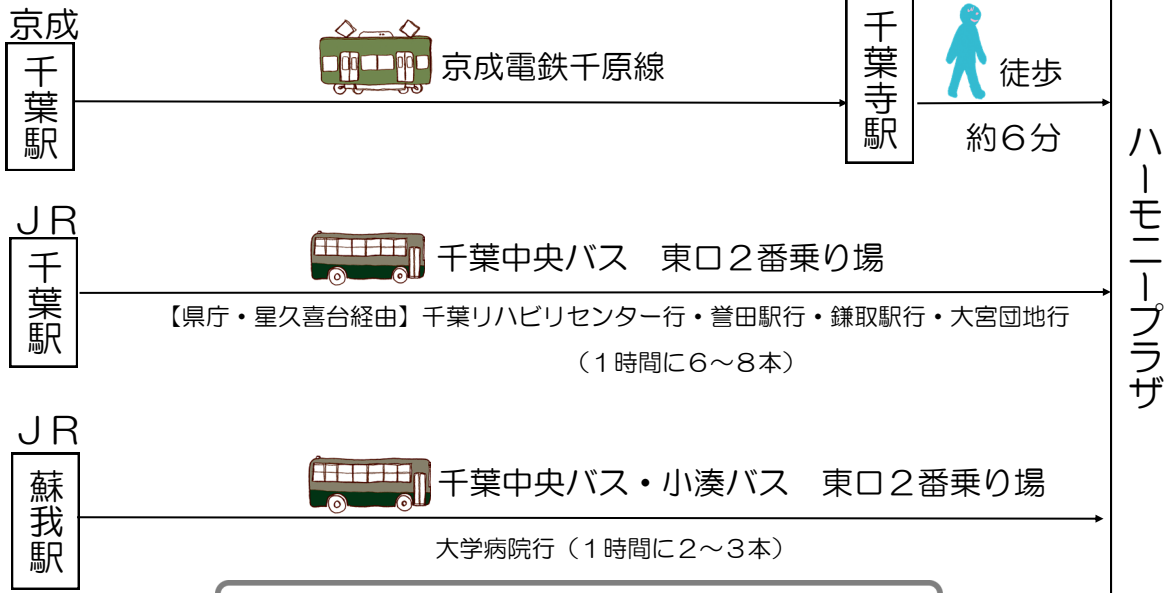 京成
千葉駅
京成電鉄千原線
千葉寺駅
徒歩
約6分
ハーモニープラザ
JR
千葉駅
千葉中央バス 東口2番乗り場
【県庁・星久喜台経由】千葉リハビリセンター行・誉田駅行・鎌取駅行・大宮団地行
(1時間に6~8本)
JR
蘇我駅
千葉中央バス・小湊バス 東口2番乗り場
大学病院行(1時間に2~3本)